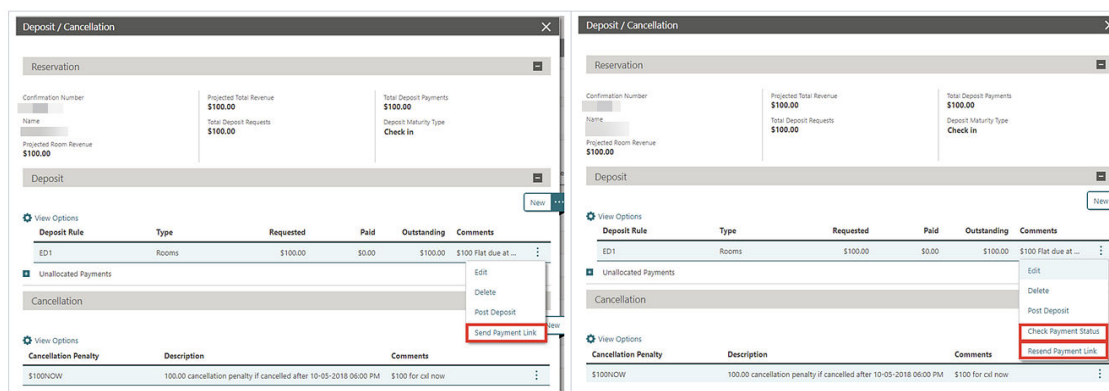 Deposit / Cancellation
Reservation
Confirmation Number
Name
Projected Room Revenue
$100.00
Projected Total Revenue
$100.00
Total Deposit Requests
$100.00
Total Deposit Payments
$100.00
Deposit Maturity Type
Check in
Deposit
New
View Options
Deposit Rule Type Requested Paid Outstanding Comments
ED1 Rooms $100.00 $0.00 $100.00 $100 Flat due at ...
Unallocated Payments
Edit
Delete
Post Deposit
Send Payment Link
Cancellation
New
View Options
Cancellation Penalty Description Comments
$100NOW 100.00 cancellation penalty if cancelled after 10-05-2018 06:00 PM $100 for cxl now
Deposit / Cancellation
Reservation
Confirmation Number
Name
Projected Room Revenue
$100.00
Projected Total Revenue
$100.00
Total Deposit Requests
$100.00
Total Deposit Payments
$100.00
Deposit Maturity Type
Check in
Deposit
New
View Options
Deposit Rule Type Requested Paid Outstanding Comments
ED1 Rooms $100.00 $0.00 $100.00 $100 Flat due at ...
Unallocated Payments
Edit
Delete
Post Deposit
Check Payment Status
Resend Payment Link
Cancellation
View Options
Cancellation Penalty Description Comments
$100NOW 100.00 cancellation penalty if cancelled after 10-05-2018 06:00 PM $100 for cxl now